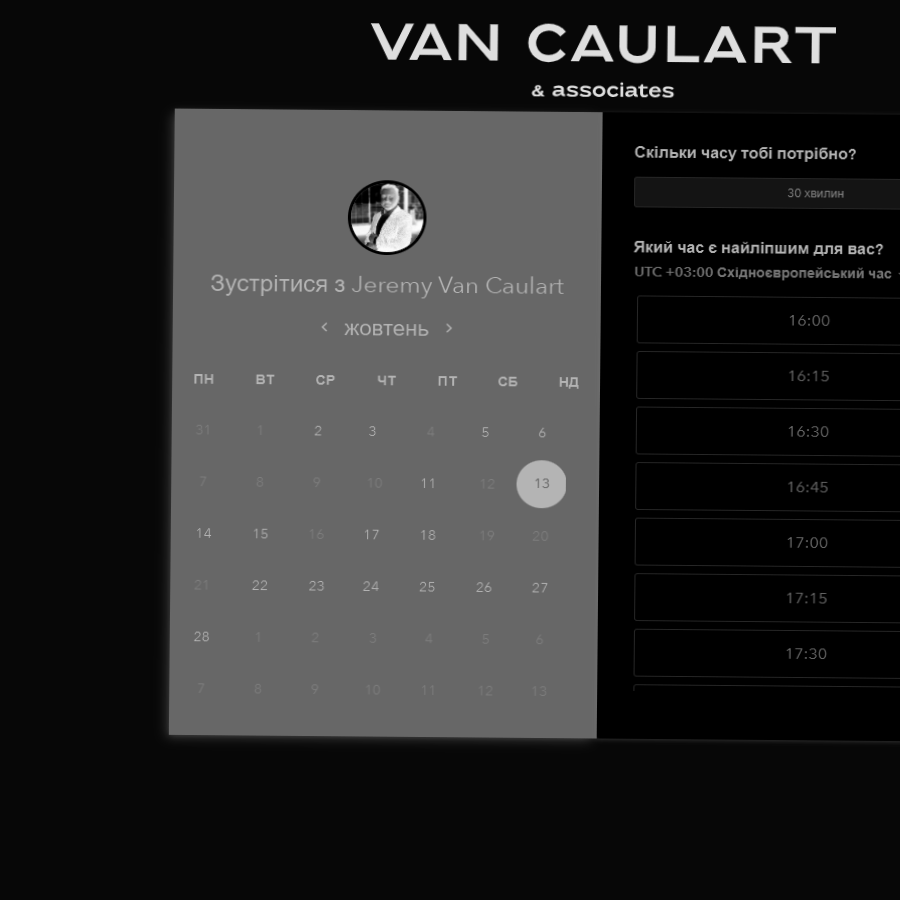 VAN CAULART
& associates
Зустрітися з Jeremy Van Caulart
жовтень
ПН ВТ СР ЧТ ПТ СБ НД
31 1 2 3 4 5 6
7 8 9 10 11 12 13
14 15 16 17 18 19 20
21 22 23 24 25 26 27
28 1 2 3 4 5 6
7 8 9 10 11 12 13
Скільки часу тобі потрібно?
30 хвилин
Який час є найліпшим для вас?
UTC +03:00 Східноєвропейський час
16:00
16:15
16:30
16:45
17:00
17:15
17:30